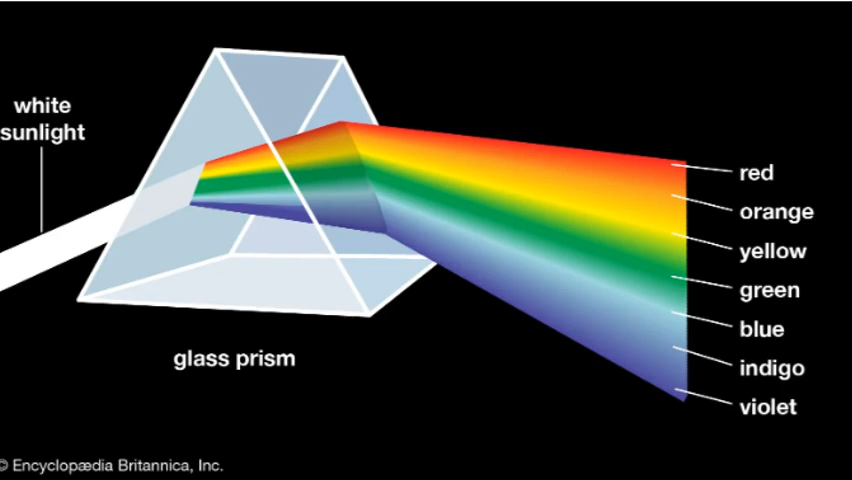 white
sunlight
red
orange
yellow
green
blue
indigo
violet
glass prism
© Encyclopædia Britannica, Inc.